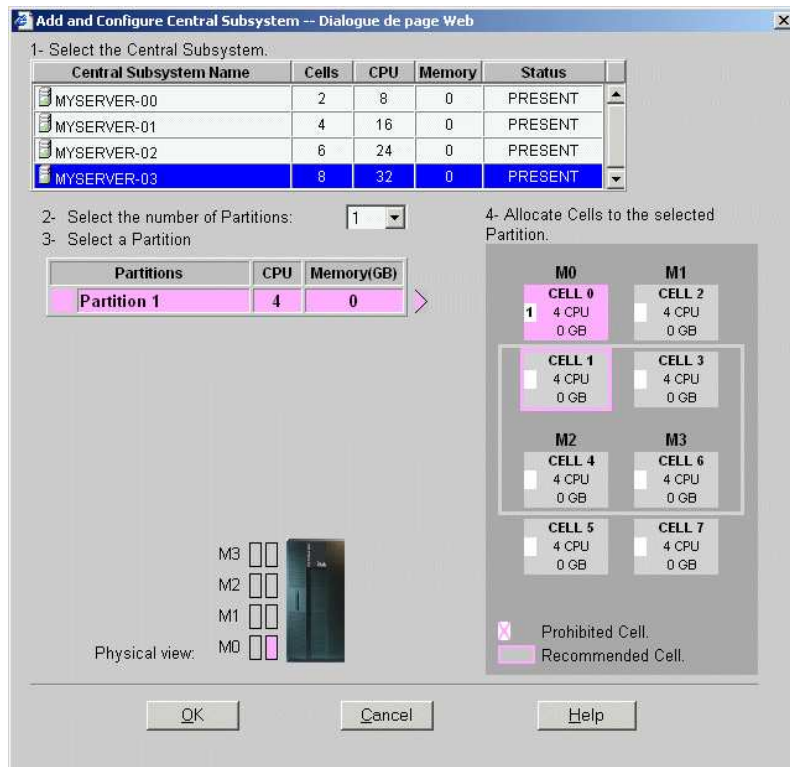 Add and Configure Central Subsystem -- Dialogue de page Web
1- Select the Central Subsystem.
Central Subsystem Name Cells CPU Memory Status
MYSERVER-00 2 8 0 PRESENT
MYSERVER-01 4 16 0 PRESENT
MYSERVER-02 6 24 0 PRESENT
MYSERVER-03 8 32 0 PRESENT
2- Select the number of Partitions: 1
3- Select a Partition
Partitions CPU Memory(GB)
Partition 1 4 0
4- Allocate Cells to the selected
Partition.
M0 M1
CELL 0 CELL 2
1 4 CPU 4 CPU
0 GB 0 GB
CELL 1 CELL 3
4 CPU 4 CPU
0 GB 0 GB
M2 M3
CELL 4 CELL 6
4 CPU 4 CPU
0 GB 0 GB
CELL 5 CELL 7
4 CPU 4 CPU
0 GB 0 GB
X Prohibited Cell.
Recommended Cell.
M3
M2
M1
Physical view: M0
OK Cancel Help